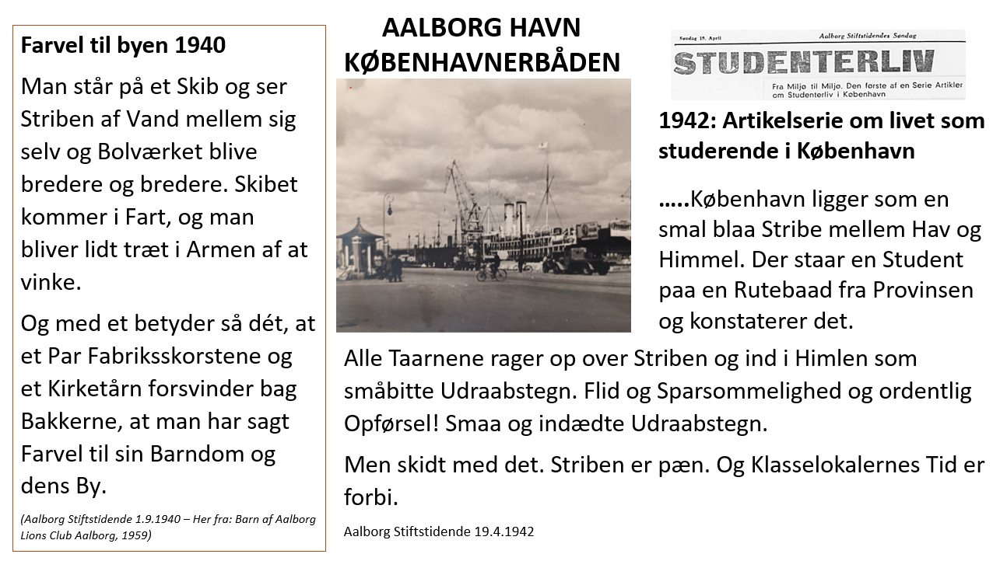 Farvel til byen 1940
Man står på et Skib og ser
Striben af Vand mellem sig
selv og Bolværket blive
bredere og bredere. Skibet
kommer i Fart, og man
bliver lidt træt i Armen af at
vinke.
Og med et betyder så dét, at
et Par Fabriksskorstene og
et Kirketårn forsvinder bag
Bakkerne, at man har sagt
Farvel til sin Barndom og
dens By.
(Aalborg Stiftstidende 1.9.1940 – Her fra: Barn af Aalborg
Lions Club Aalborg, 1959)
AALBORG HAVN
KØBENHAVNERBÅDEN
Søndag 19. April
Aalborg Stiftstidendes Søndag
STUDENTERLIV
Fra Miljø til Miljø. Den første af en Serie Artikler
om Studenterliv i København
1942: Artikelserie om livet som
studerende i København
…..København ligger som en
smal blaa Stribe mellem Hav og
Himmel. Der staar en Student
paa en Rutebaad fra Provinsen
og konstaterer det.
Alle Taarnene rager op over Striben og ind i Himlen som
småbitte Udraabstegn. Flid og Sparsommelighed og ordentlig
Opførsel! Smaa og indædte Udraabstegn.
Men skidt med det. Striben er pæn. Og Klasselokalernes Tid er
forbi.
Aalborg Stiftstidende 19.4.1942